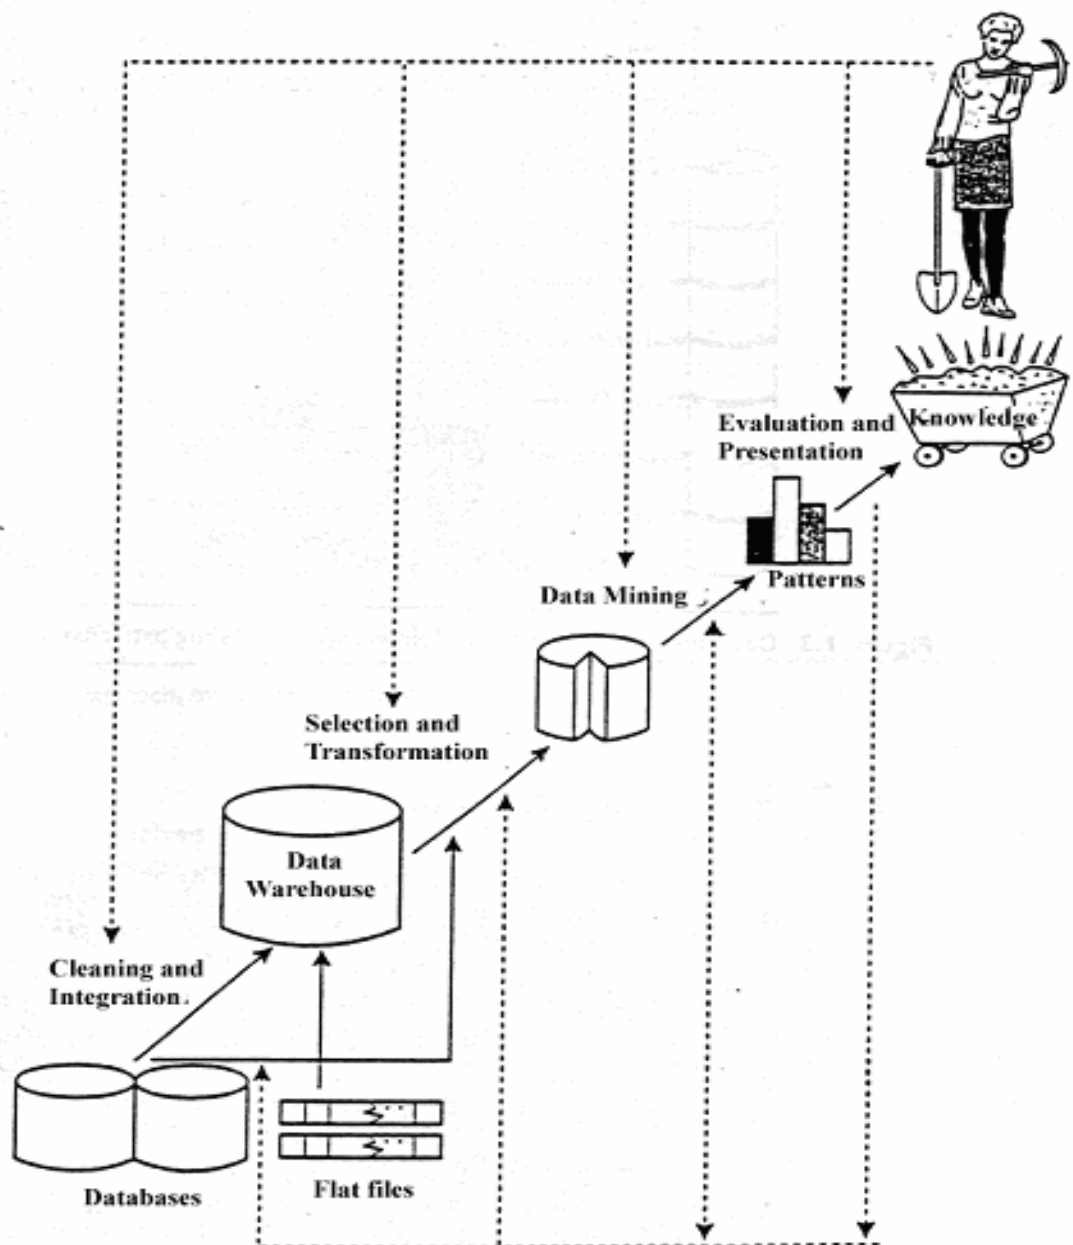 Evaluation and
Presentation
Knowledge
Patterns
Data Mining
Selection and
Transformation
Data
Warehouse
Cleaning and
Integration.
Databases
Flat files